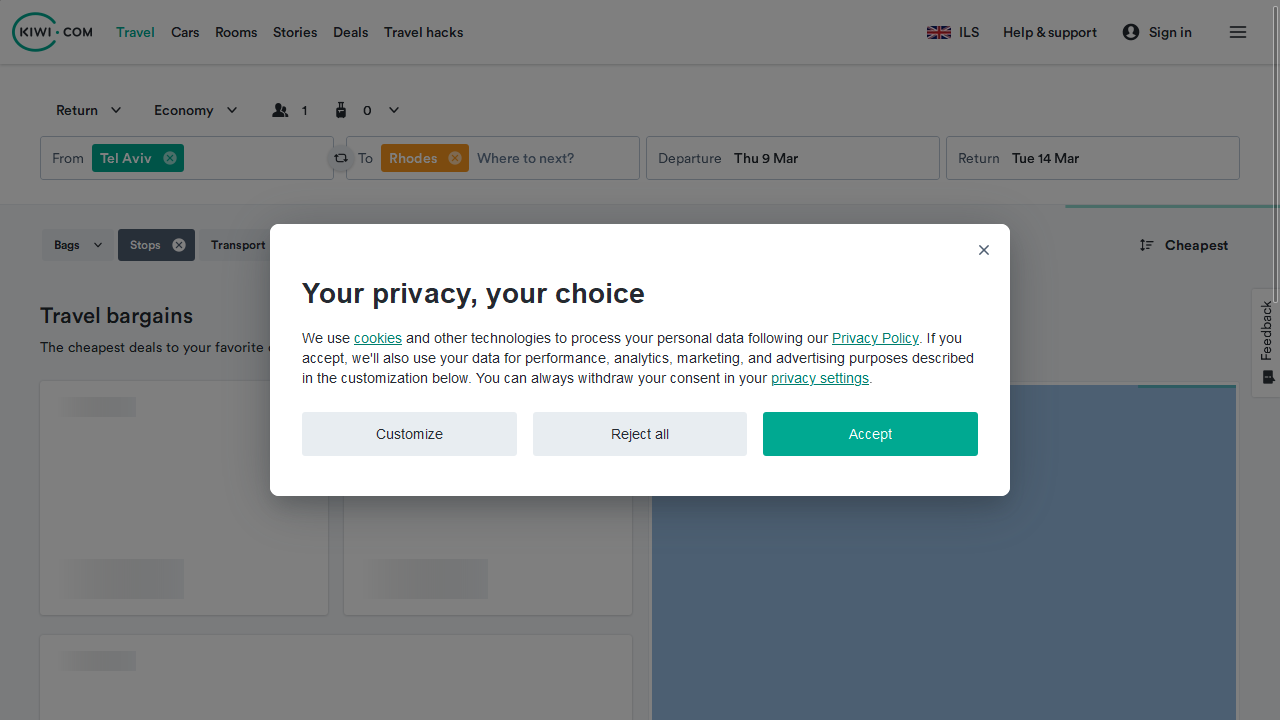 KIWI.COM
Travel
Cars
Rooms
Stories
Deals
Travel hacks
ILS
Help & support
Sign in
Return
Economy
1
0
From
Tel Aviv
To
Rhodes
Where to next?
Departure
Thu 9 Mar
Return
Tue 14 Mar
Bags
Stops
Transport
Cheapest
Travel bargains
The cheapest deals to your favorite
Feedback
Your privacy, your choice
We use cookies and other technologies to process your personal data following our Privacy Policy. If you
accept, we'll also use your data for performance, analytics, marketing, and advertising purposes described
in the customization below. You can always withdraw your consent in your privacy settings.
Customize
Reject all
Accept